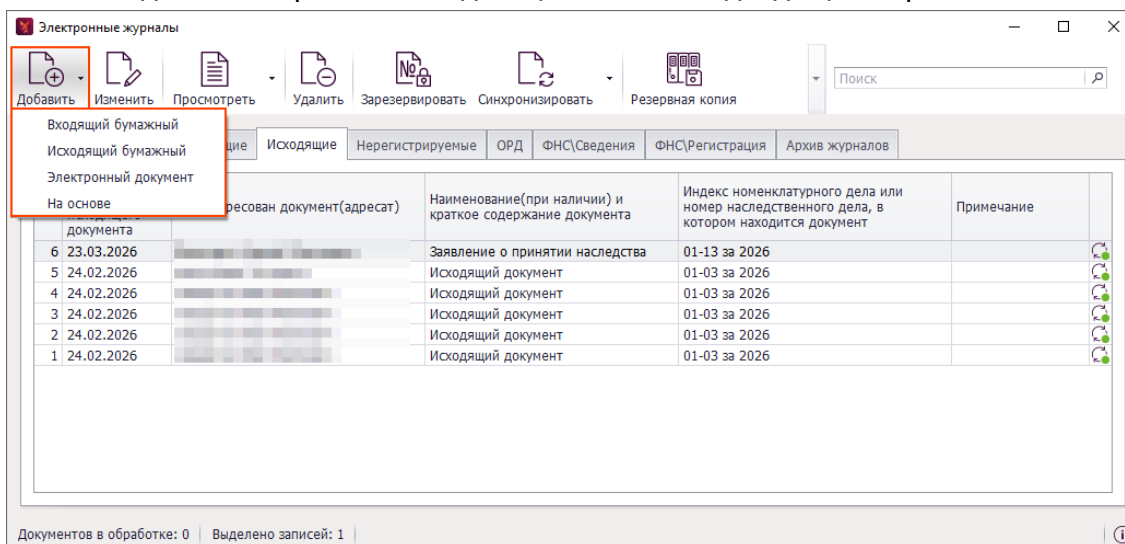 Электронные журналы
Добавить Изменить Просмотреть Удалить Зарезервировать Синхронизировать Резервная копия Поиск
Входящий бумажный
Исходящий бумажный
Электронный документ
На основе
Исходящие Нерегистрируемые ОРД ФНС\Сведения ФНС\Регистрация Архив журналов
документа
документ(адресат)
Наименование(при наличии) и
краткое содержание документа
Индекс номенклатурного дела или
номер наследственного дела, в
котором находится документ
Примечание
6 23.03.2026 Заявление о принятии наследства 01-13 за 2026
5 24.02.2026 Исходящий документ 01-03 за 2026
4 24.02.2026 Исходящий документ 01-03 за 2026
3 24.02.2026 Исходящий документ 01-03 за 2026
2 24.02.2026 Исходящий документ 01-03 за 2026
1 24.02.2026 Исходящий документ 01-03 за 2026
Документов в обработке: 0 Выделено записей: 1